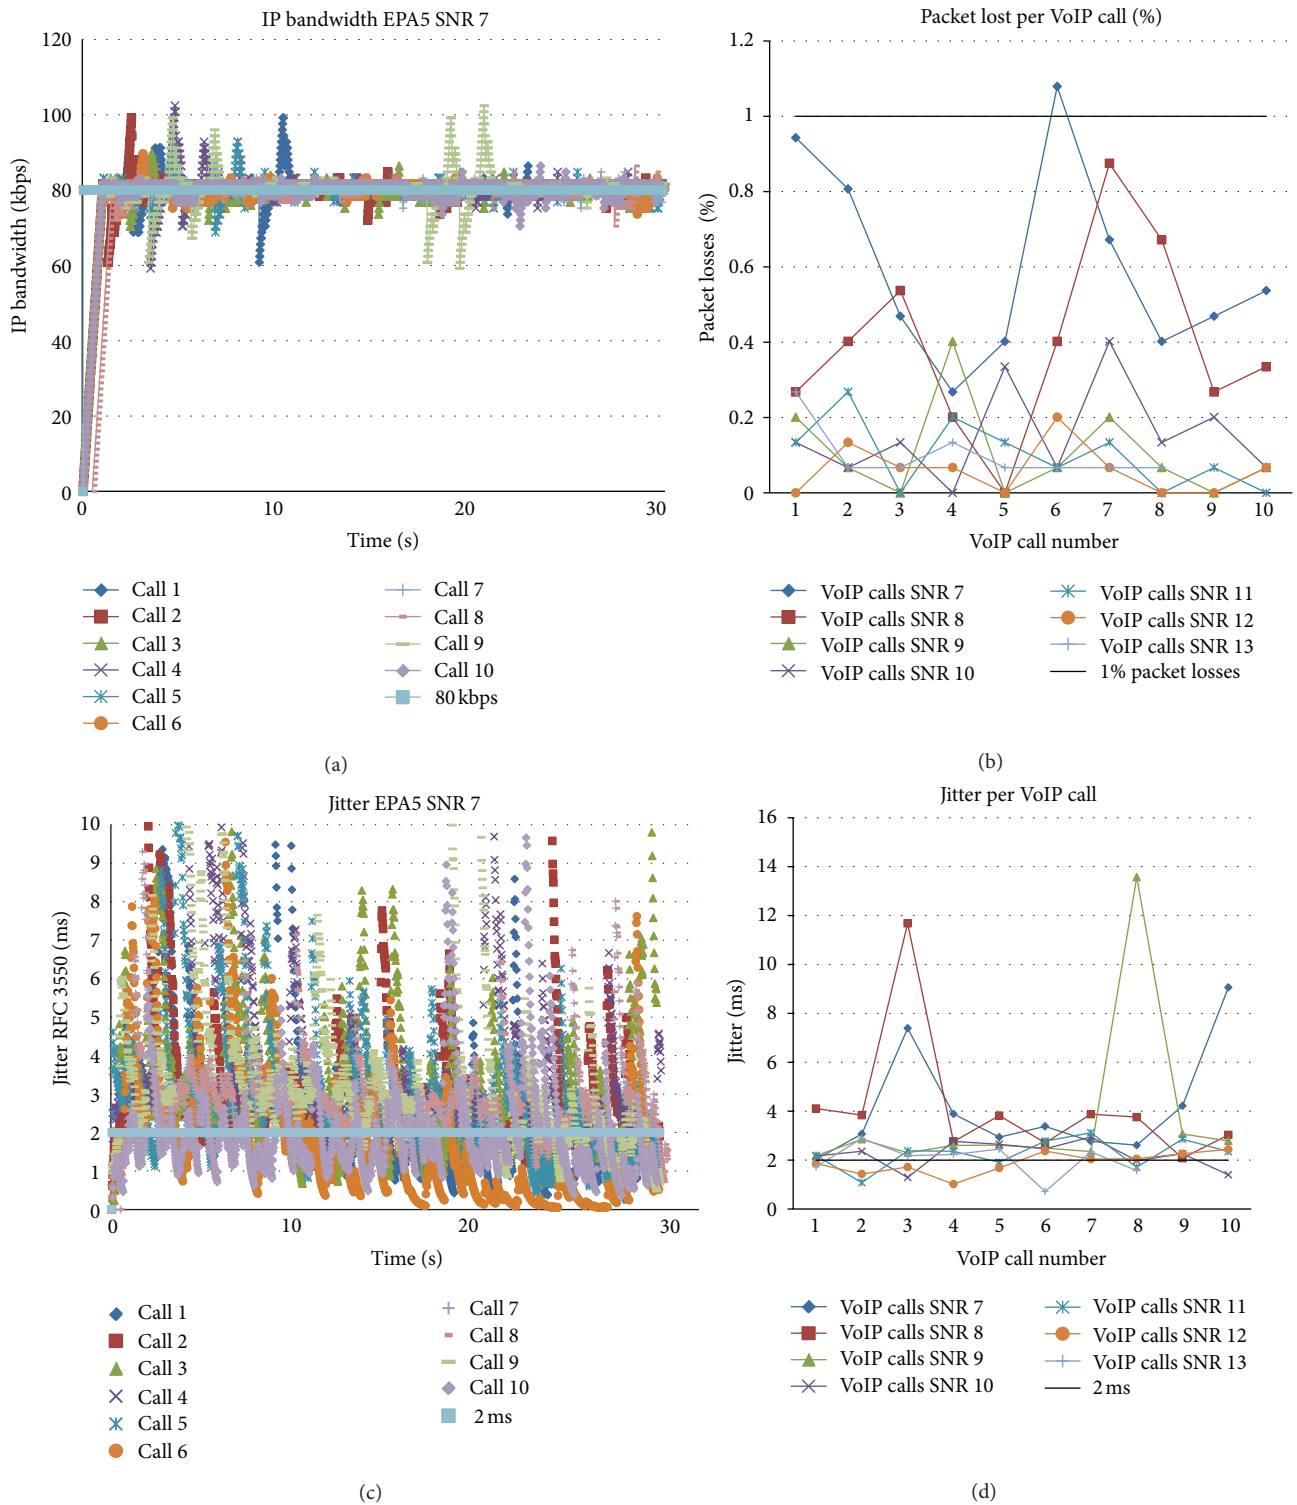 IP bandwidth EPA5 SNR 7
120
100
80
60
40
20
0
IP bandwidth (kbps)
0 10 20 30
Time (s)
Call 1
Call 2
Call 3
Call 4
Call 5
Call 6
Call 7
Call 8
Call 9
Call 10
80 kbps
(a)
Packet lost per VoIP call (%)
1.2
1
0.8
0.6
0.4
0.2
0
Packet losses (%)
1 2 3 4 5 6 7 8 9 10
VoIP call number
VoIP calls SNR 7
VoIP calls SNR 8
VoIP calls SNR 9
VoIP calls SNR 10
VoIP calls SNR 11
VoIP calls SNR 12
VoIP calls SNR 13
1% packet losses
(b)
Jitter EPA5 SNR 7
10
9
8
7
6
5
4
3
2
1
0
Jitter RFC 3550 (ms)
0 10 20 30
Time (s)
Call 1
Call 2
Call 3
Call 4
Call 5
Call 6
Call 7
Call 8
Call 9
Call 10
2 ms
(c)
Jitter per VoIP call
16
14
12
10
8
6
4
2
0
Jitter (ms)
1 2 3 4 5 6 7 8 9 10
VoIP call number
VoIP calls SNR 7
VoIP calls SNR 8
VoIP calls SNR 9
VoIP calls SNR 10
VoIP calls SNR 11
VoIP calls SNR 12
VoIP calls SNR 13
2 ms
(d)